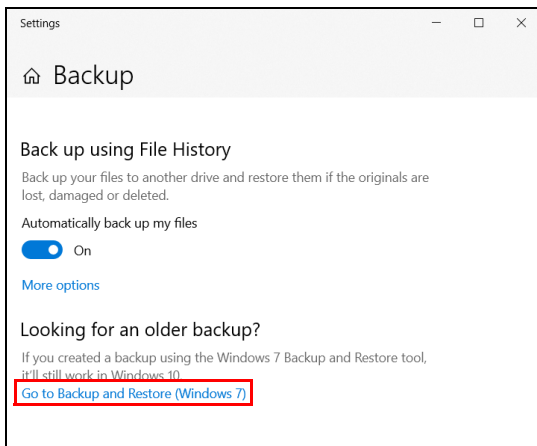 Settings
Backup
Back up using File History
Back up your files to another drive and restore them if the originals are
lost, damaged or deleted.
Automatically back up my files
On
More options
Looking for an older backup?
If you created a backup using the Windows 7 Backup and Restore tool,
it'll still work in Windows 10.
Go to Backup and Restore (Windows 7)